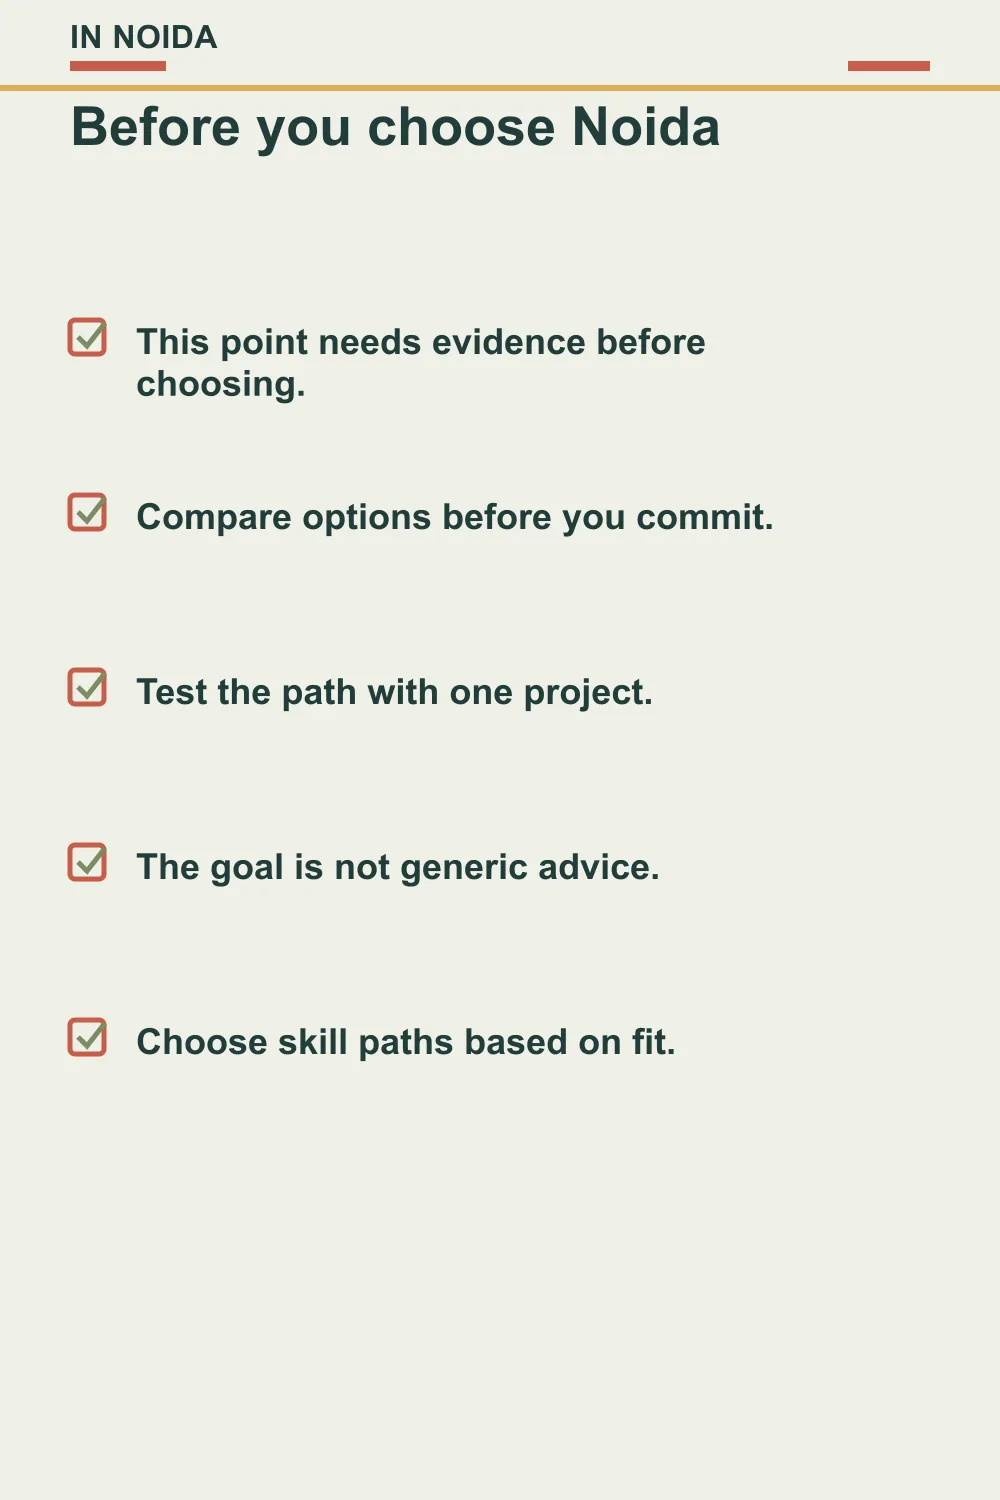 IN NOIDA
Before you choose Noida
This point needs evidence before
choosing.
Compare options before you commit.
Test the path with one project.
The goal is not generic advice.
Choose skill paths based on fit.